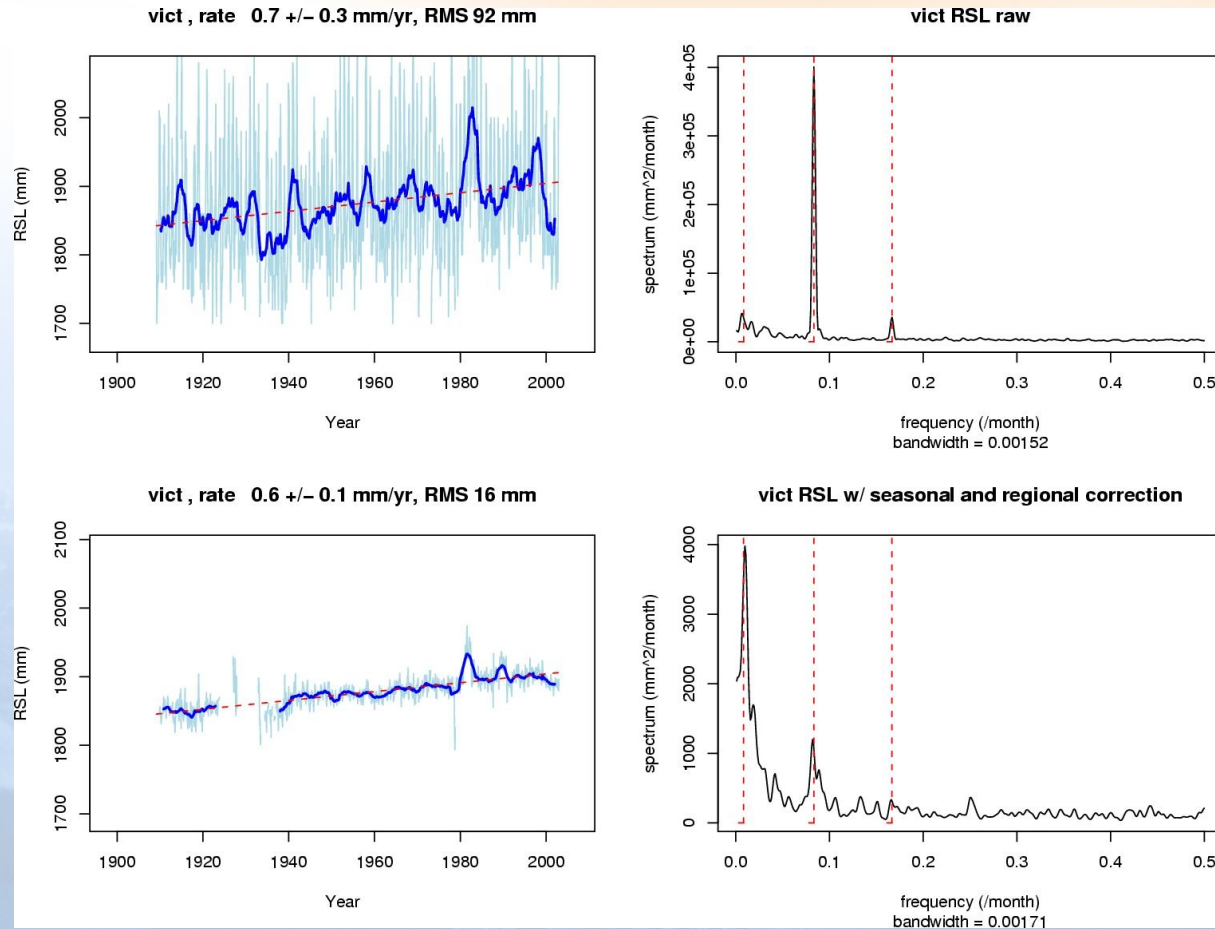 vict , rate   0.7 +/− 0.3 mm/yr, RMS 92 mm
RSL (mm)
2000
1900
1800
1700
1900 1920 1940 1960 1980 2000
Year
vict RSL raw
spectrum (mm^2/month)
4e+05
3e+05
2e+05
1e+05
0e+00
0.0 0.1 0.2 0.3 0.4 0.5
frequency (/month)
bandwidth = 0.00152
vict , rate   0.6 +/− 0.1 mm/yr, RMS 16 mm
RSL (mm)
2100
2000
1900
1800
1700
1900 1920 1940 1960 1980 2000
Year
vict RSL w/ seasonal and regional correction
spectrum (mm^2/month)
4000
3000
2000
1000
0
0.0 0.1 0.2 0.3 0.4 0.5
frequency (/month)
bandwidth = 0.00171